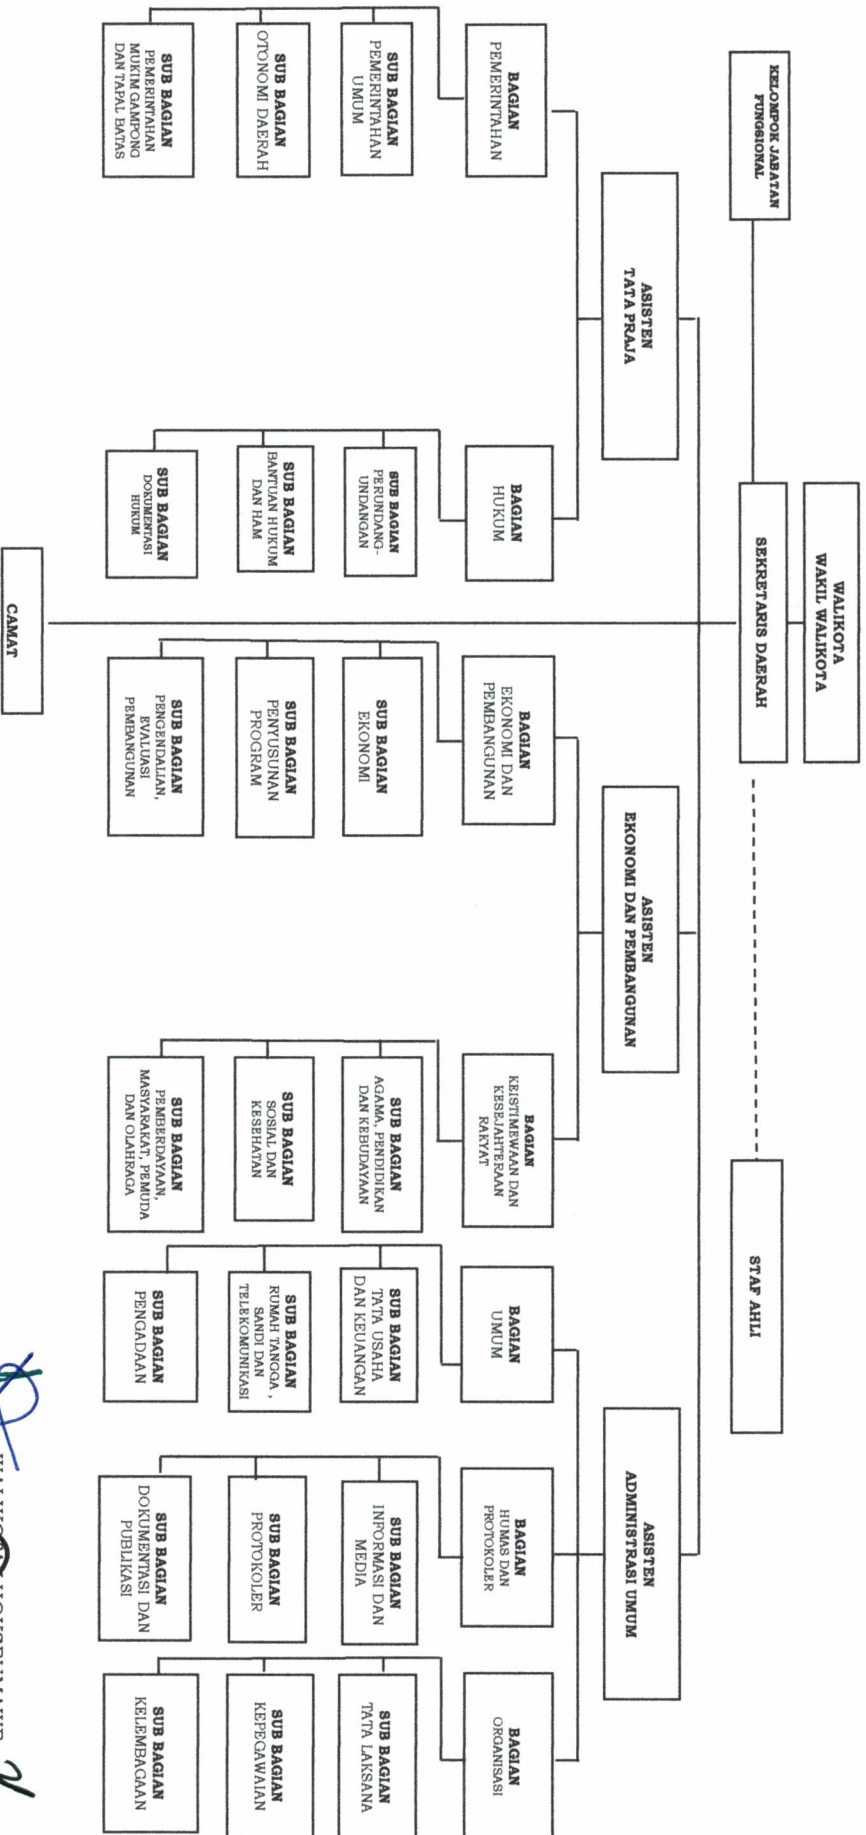 WALIKOTA
WAKIL WALIKOTA
SEKRETARIS DAERAH
KELOMPOK JABATAN
FUNGSIONAL
STAF AHLI
ASISTEN
TATA PRAJA
ASISTEN
EKONOMI DAN PEMBANGUNAN
ASISTEN
ADMINISTRASI UMUM
BAGIAN
PEMERINTAHAN
BAGIAN
HUKUM
BAGIAN
EKONOMI DAN
PEMBANGUNAN
BAGIAN
KEISTIMEWAAN DAN
KESEJAHTERAAN
RAKYAT
BAGIAN
UMUM
BAGIAN
HUMAS DAN
PROTOKOLER
BAGIAN
ORGANISASI
SUB BAGIAN
PEMERINTAHAN
UMUM
SUB BAGIAN
PERUNDANG-
UNDANGAN
SUB BAGIAN
EKONOMI
SUB BAGIAN
AGAMA, PENDIDIKAN
DAN KEBUDAYAAN
SUB BAGIAN
TATA USAHA
DAN KEUANGAN
SUB BAGIAN
INFORMASI DAN
MEDIA
SUB BAGIAN
TATA LAKSANA
SUB BAGIAN
OTONOMI DAERAH
SUB BAGIAN
BANTUAN HUKUM
DAN HAM
SUB BAGIAN
PENYUSUNAN
PROGRAM
SUB BAGIAN
SOSIAL DAN
KESEHATAN
SUB BAGIAN
RUMAH TANGGA ,
SANDI DAN
TELEKOMUNIKASI
SUB BAGIAN
PROTOKOLER
SUB BAGIAN
KEPEGAWAIAN
SUB BAGIAN
PEMERINTAHAN
MUKIM GAMPONG
DAN TAPAL BATAS
SUB BAGIAN
DOKUMENTASI
HUKUM
SUB BAGIAN
PENGENDALIAN,
EVALUASI
PEMBANGUNAN
SUB BAGIAN
PEMBERDAYAAN,
MASYARAKAT, PEMUDA
DAN OLAHRAGA
SUB BAGIAN
PENGADAAN
SUB BAGIAN
DOKUMENTASI DAN
PUBLIKASI
SUB BAGIAN
KELEMBAGAAN
CAMAT